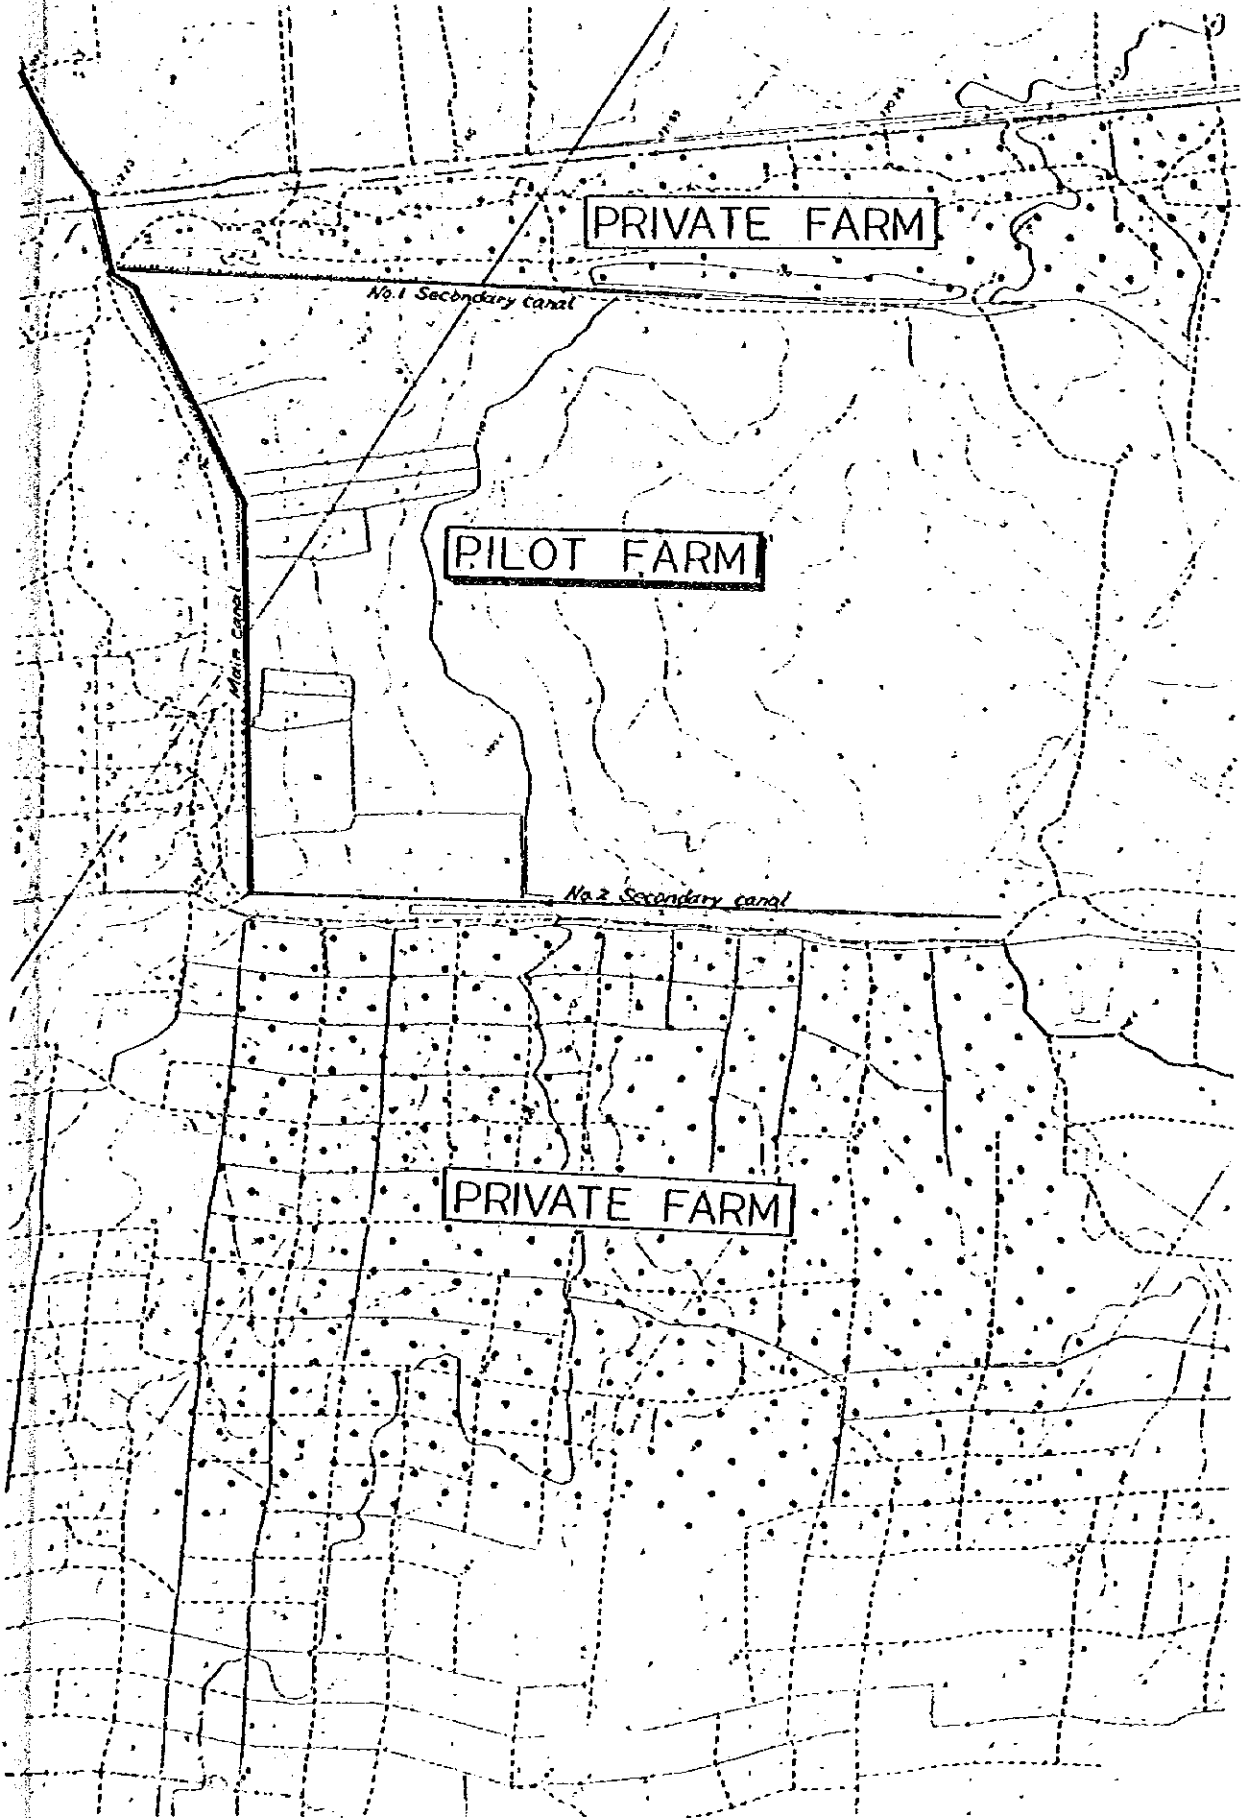 PRIVATE FARM
No.1 Secondary canal
PILOT FARM
Main Canal
No.2 Secondary canal
PRIVATE FARM